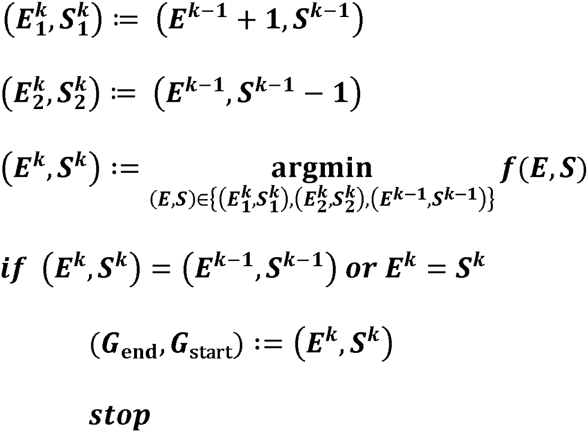 (E₁ᵏ, S₁ᵏ) := (Eᵏ⁻¹ + 1, Sᵏ⁻¹)
(E₂ᵏ, S₂ᵏ) := (Eᵏ⁻¹, Sᵏ⁻¹ − 1)
(Eᵏ, Sᵏ) := argmin f(E, S)
(E,S)∈{(E₁ᵏ,S₁ᵏ),(E₂ᵏ,S₂ᵏ),(Eᵏ⁻¹,Sᵏ⁻¹)}
if (Eᵏ, Sᵏ) = (Eᵏ⁻¹, Sᵏ⁻¹) or Eᵏ = Sᵏ
(G_end, G_start) := (Eᵏ, Sᵏ)
stop